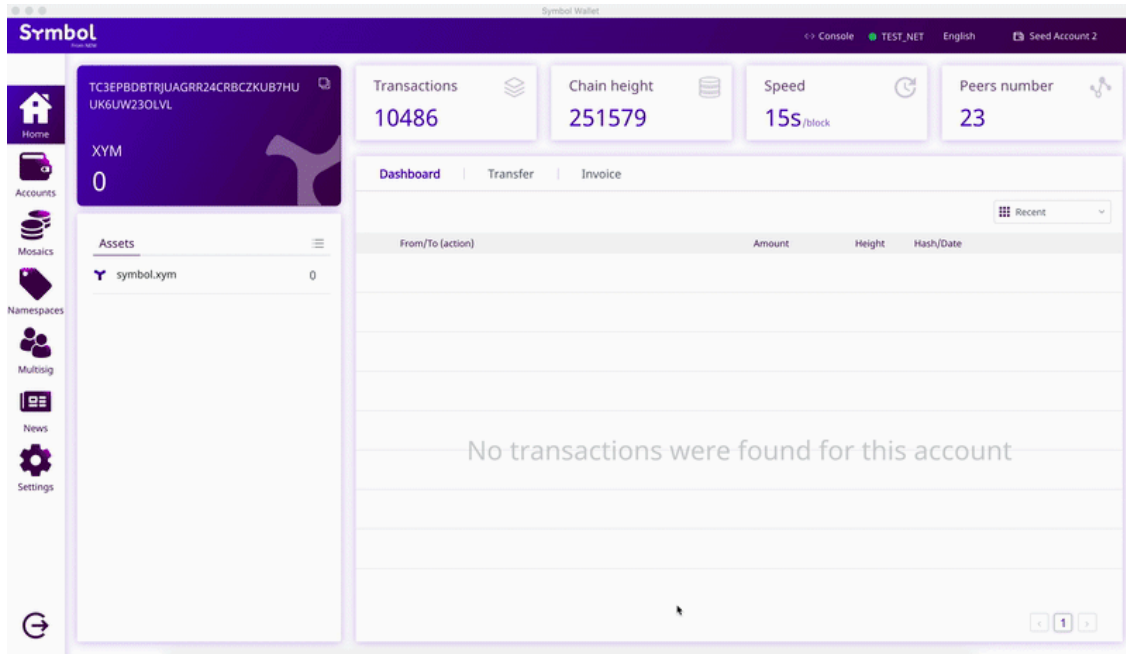 Symbol Wallet
Symbol
from NEM
<> Console
TEST_NET
English
Seed Account 2
Home
Accounts
Mosaics
Namespaces
Multisig
News
Settings
TC3EPBDBTRJUAGRR24CRBCZKUB7HU
UK6UW23OLVL
XYM
0
Assets
symbol.xym 0
Transactions
10486
Chain height
251579
Speed
15s/block
Peers number
23
Dashboard Transfer Invoice
Recent
From/To (action) Amount Height Hash/Date
No transactions were found for this account
< 1 >